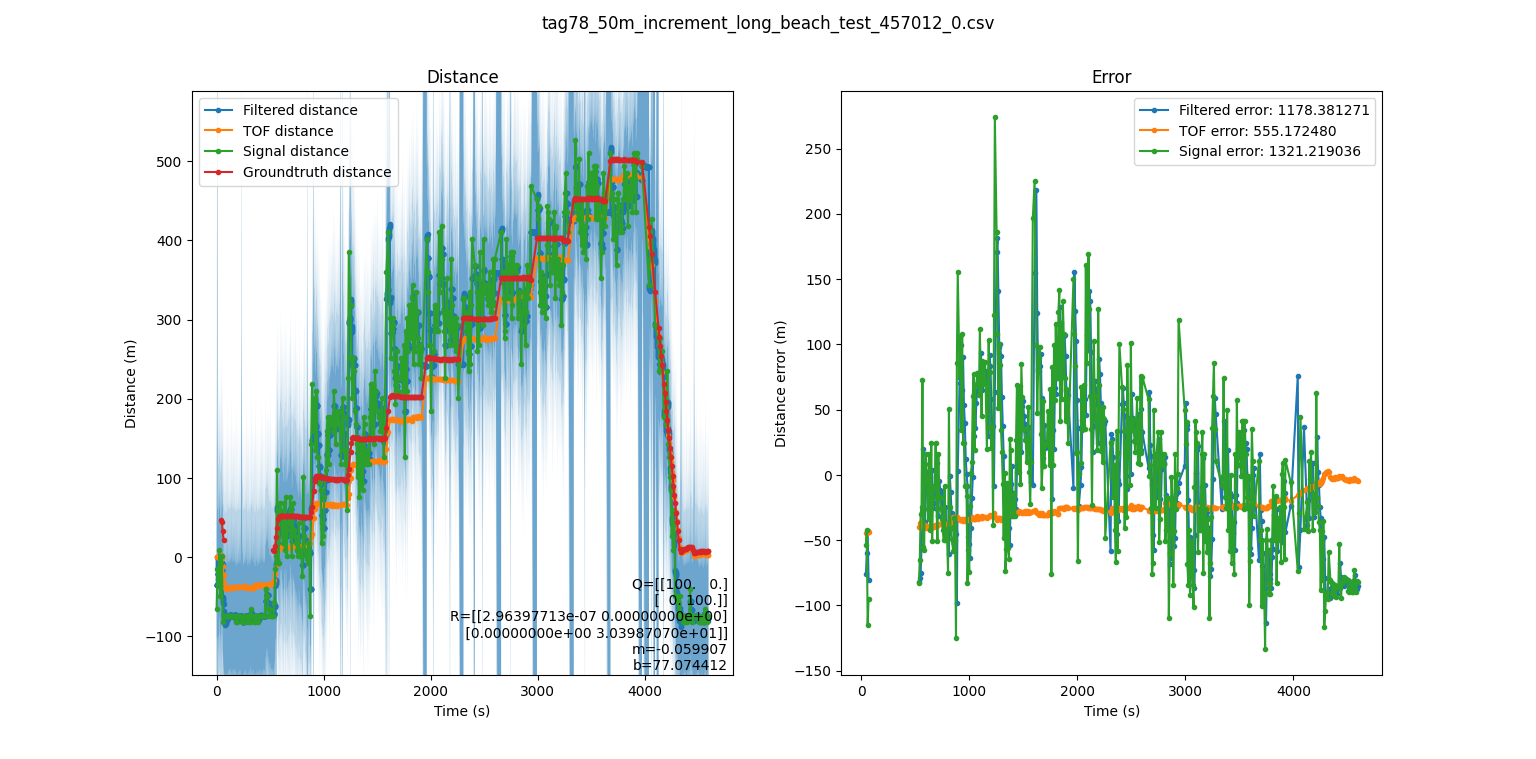 tag78_50m_increment_long_beach_test_457012_0.csv
Distance
Filtered distance
TOF distance
Signal distance
Groundtruth distance
Distance (m)
500
400
300
200
100
0
−100
0
1000
2000
3000
4000
Time (s)
Q=[[100. 0.]
[ 0. 100.]]
R=[[2.96397713e-07 0.00000000e+00]
[0.00000000e+00 3.03987070e+01]]
m=-0.059907
b=77.074412
Error
Filtered error: 1178.381271
TOF error: 555.172480
Signal error: 1321.219036
Distance error (m)
250
200
150
100
50
0
−50
−100
−150
0
1000
2000
3000
4000
Time (s)